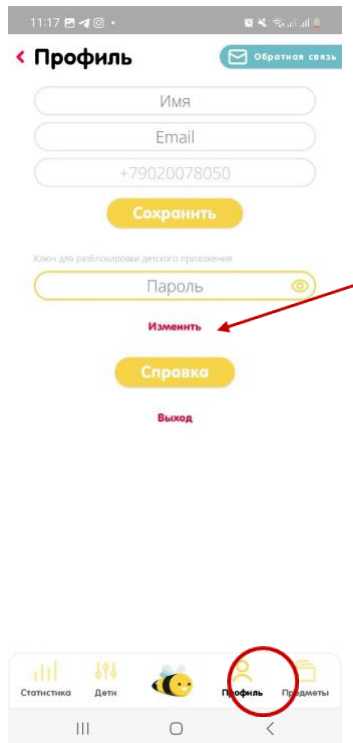 11:17
Профиль
Обратная связь
Имя
Email
+79020078050
Сохранить
Ключ для разблокировки детского приложения
Пароль
Изменить
Справка
Выход
Статистика Дети Профиль Предметы